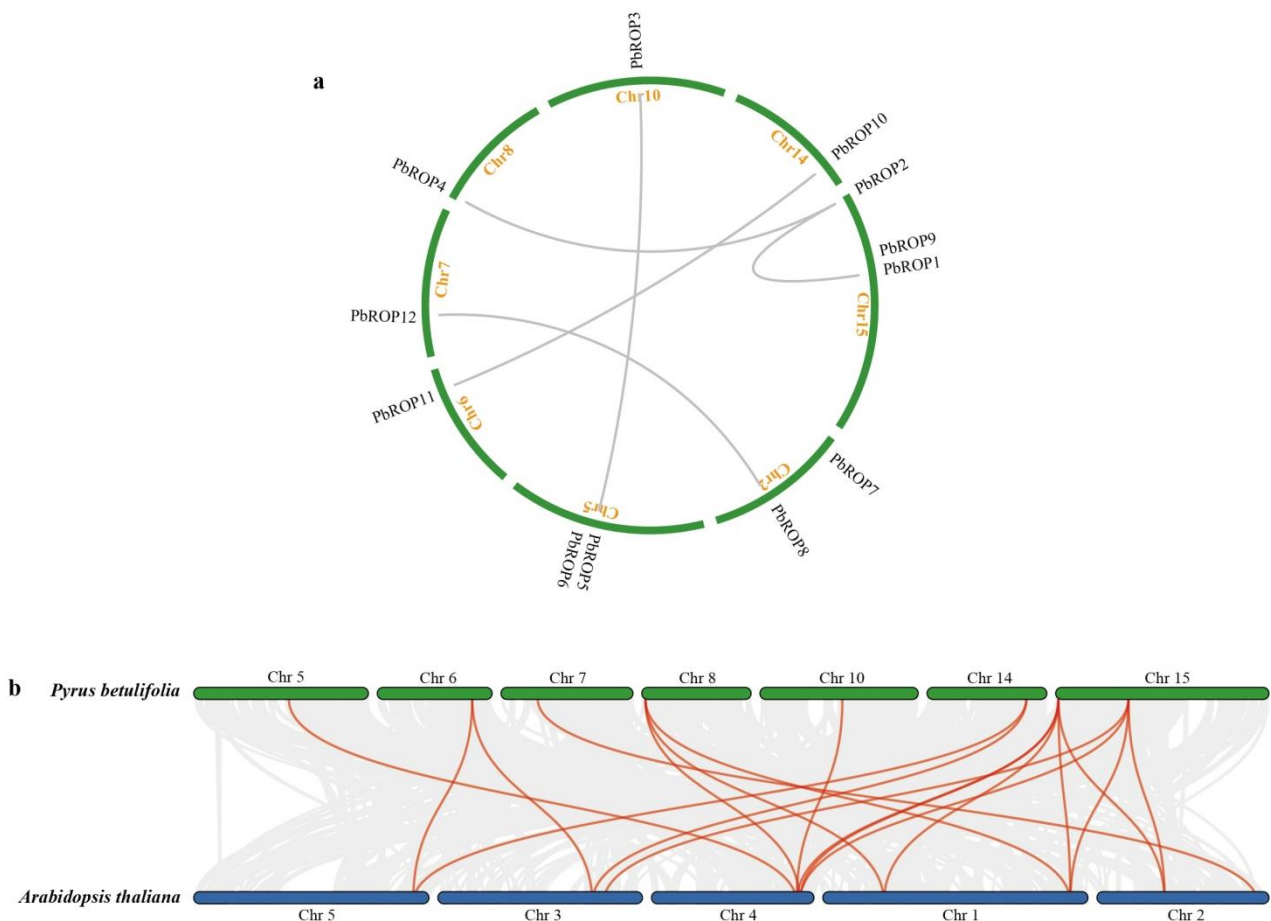 a
PbROP3
Chr10
Chr14
PbROP10
PbROP2
Chr8
PbROP4
PbROP9
PbROP1
Chr7
Chr15
PbROP12
PbROP11
Chr6
PbROP7
Chr2
Chr5
PbROP8
PbROP5
PbROP6
b
Pyrus betulifolia
Chr 5
Chr 6
Chr 7
Chr 8
Chr 10
Chr 14
Chr 15
Arabidopsis thaliana
Chr 5
Chr 3
Chr 4
Chr 1
Chr 2